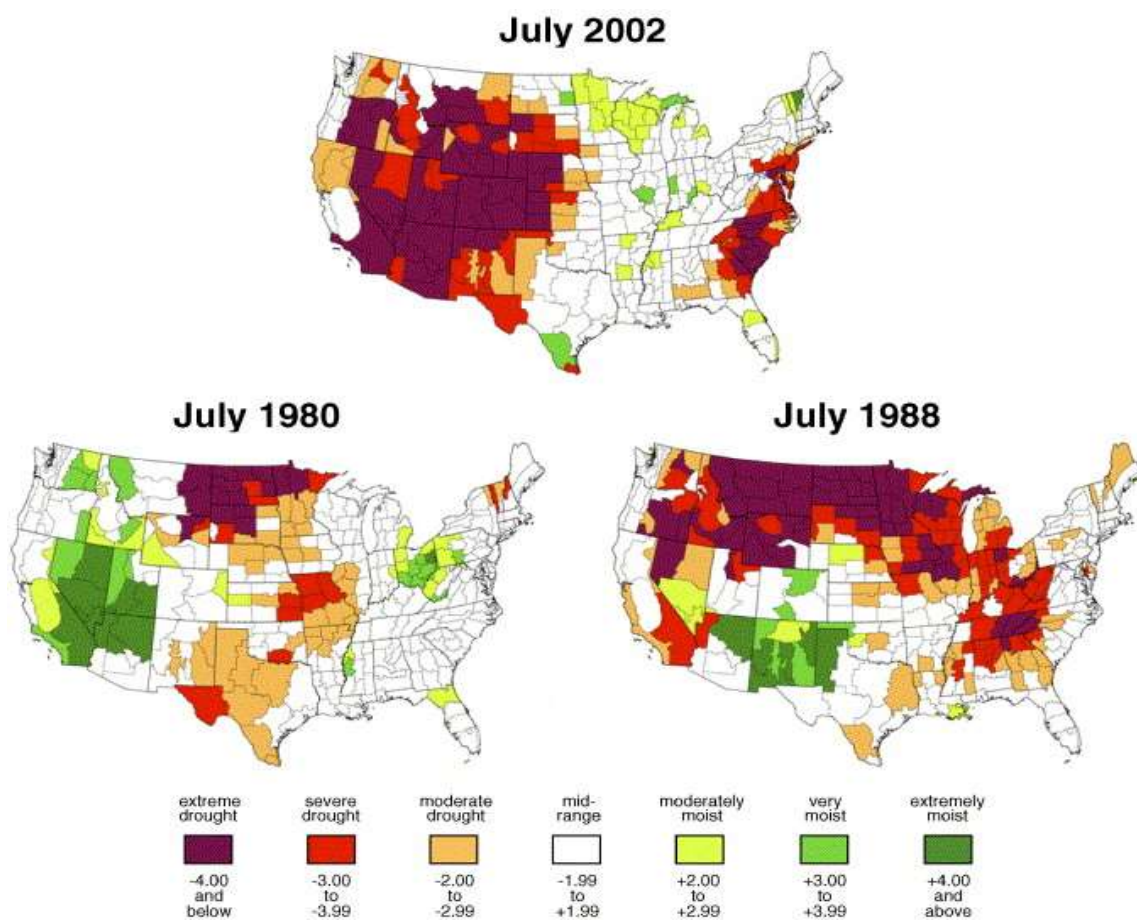 July 2002
July 1980
July 1988
extreme
drought
severe
drought
moderate
drought
mid-
range
moderately
moist
very
moist
extremely
moist
-4.00
and
below
-3.00
to
-3.99
-2.00
to
-2.99
-1.99
to
+1.99
+2.00
to
+2.99
+3.00
to
+3.99
+4.00
and
above